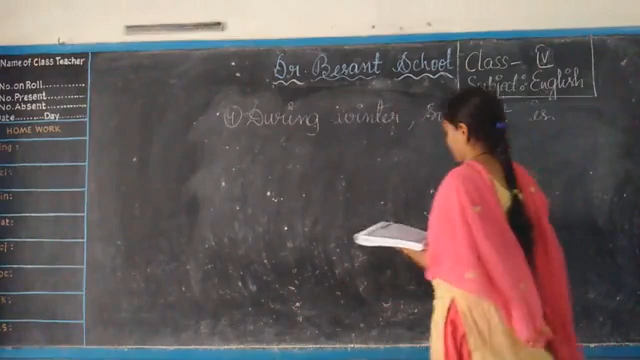 Name of Class Teacher
No. on Roll...........
No. Present...........
No. Absent...........
Date............Day.......
HOME WORK
Dr. Besant School
Class- V
Subject: English
4) During winter, is